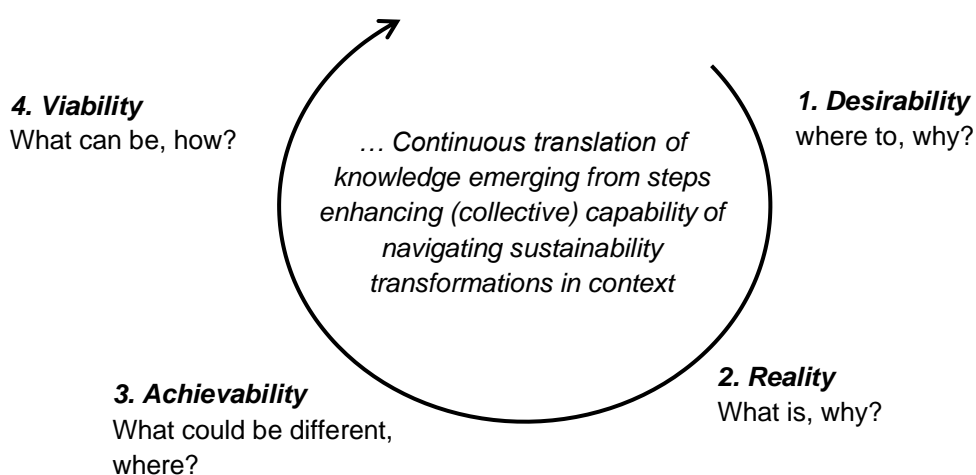 1. Desirability
where to, why?
2. Reality
What is, why?
3. Achievability
What could be different,
where?
4. Viability
What can be, how?
… Continuous translation of
knowledge emerging from steps
enhancing (collective) capability of
navigating sustainability
transformations in context